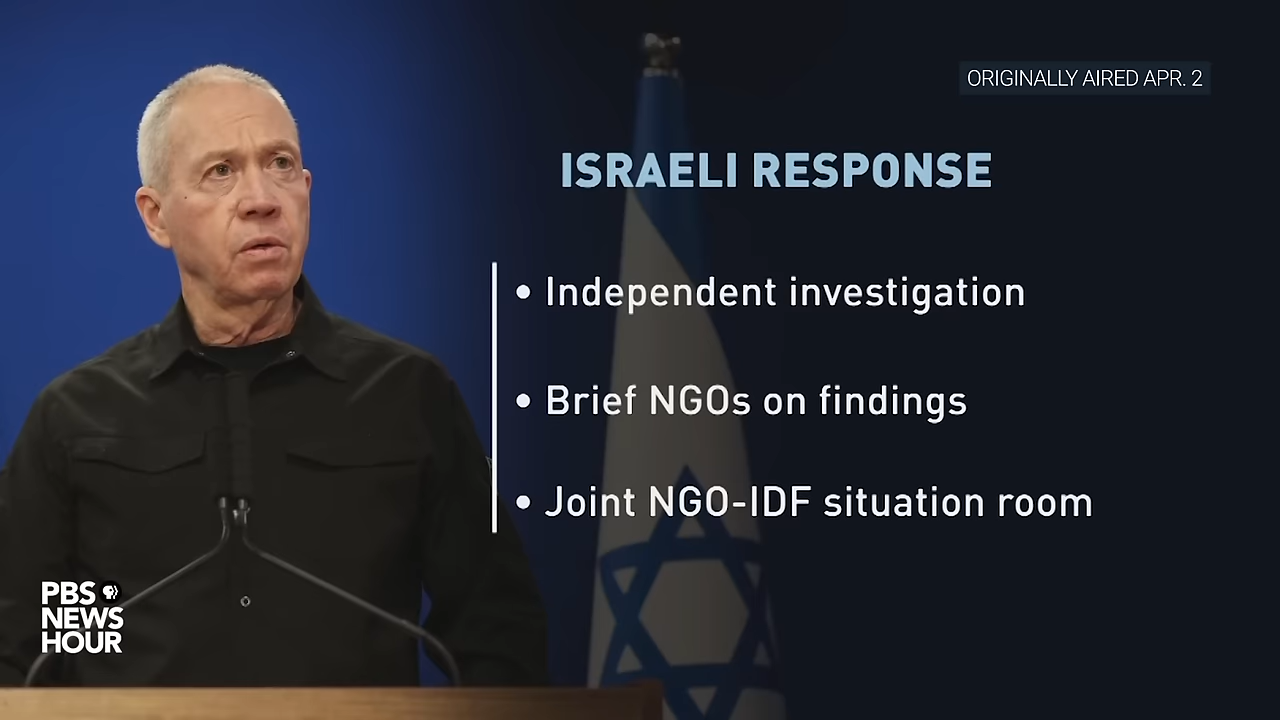 ORIGINALLY AIRED APR. 2
ISRAELI RESPONSE
• Independent investigation
• Brief NGOs on findings
• Joint NGO-IDF situation room
PBS
NEWS
HOUR